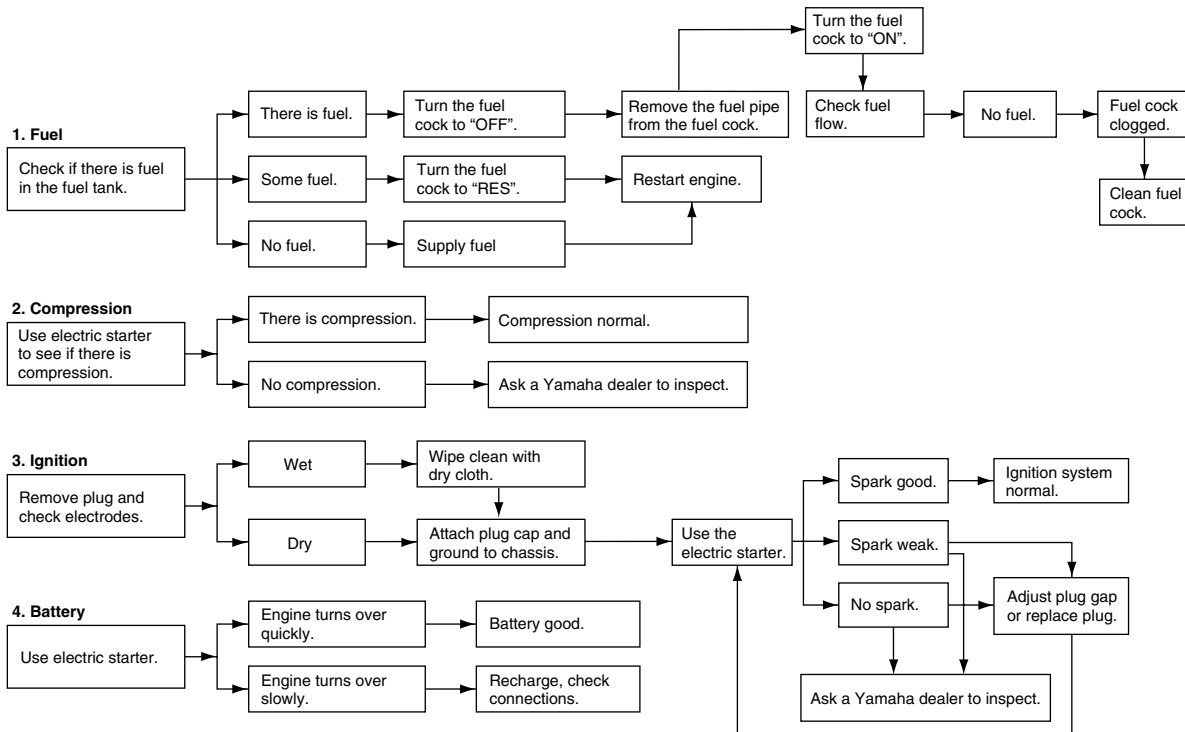 1. Fuel
Check if there is fuel
in the fuel tank.
There is fuel.
Turn the fuel
cock to “OFF”.
Remove the fuel pipe
from the fuel cock.
Turn the fuel
cock to “ON”.
Check fuel
flow.
No fuel.
Fuel cock
clogged.
Clean fuel
cock.
Some fuel.
Turn the fuel
cock to “RES”.
Restart engine.
No fuel.
Supply fuel
2. Compression
Use electric starter
to see if there is
compression.
There is compression.
Compression normal.
No compression.
Ask a Yamaha dealer to inspect.
3. Ignition
Remove plug and
check electrodes.
Wet
Wipe clean with
dry cloth.
Dry
Attach plug cap and
ground to chassis.
Use the
electric starter.
Spark good.
Ignition system
normal.
Spark weak.
No spark.
Adjust plug gap
or replace plug.
Ask a Yamaha dealer to inspect.
4. Battery
Use electric starter.
Engine turns over
quickly.
Battery good.
Engine turns over
slowly.
Recharge, check
connections.